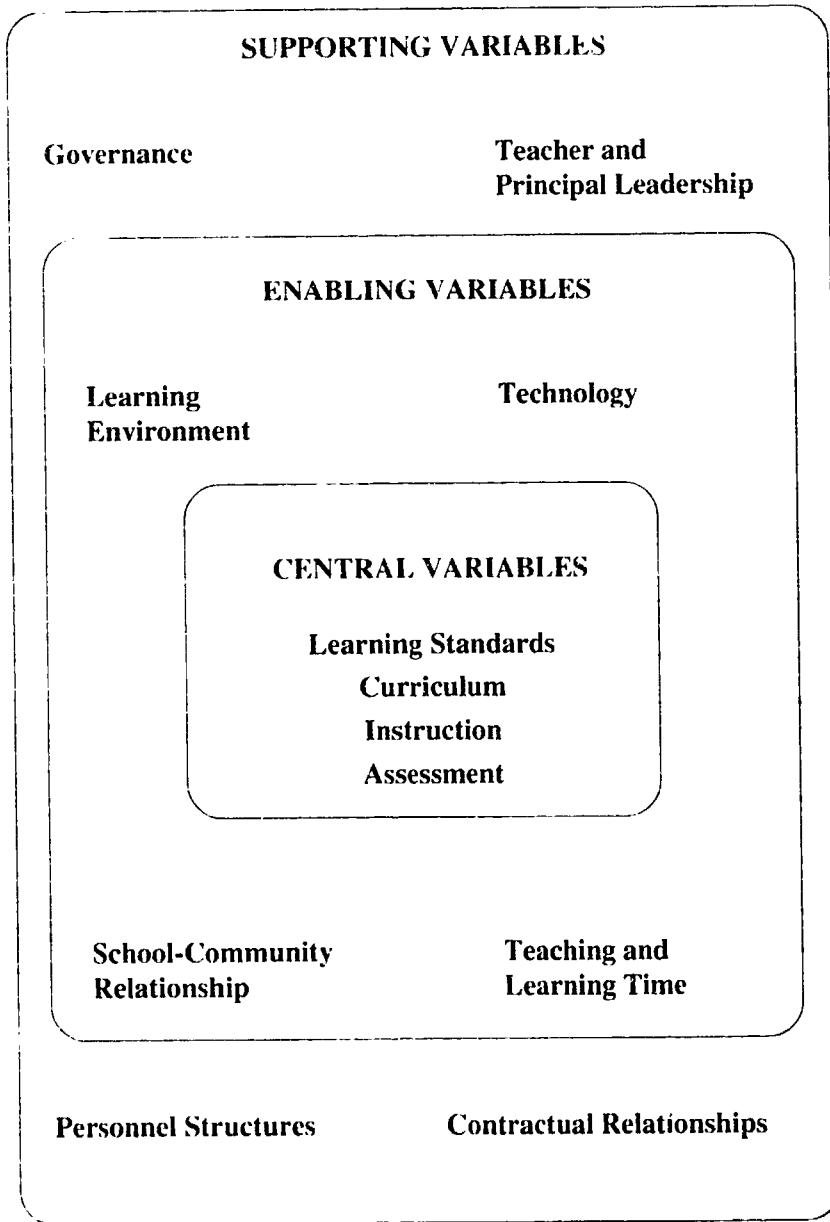 SUPPORTING VARIABLES
Governance
Teacher and
Principal Leadership
ENABLING VARIABLES
Learning
Environment
Technology
CENTRAL VARIABLES
Learning Standards
Curriculum
Instruction
Assessment
School-Community
Relationship
Teaching and
Learning Time
Personnel Structures
Contractual Relationships